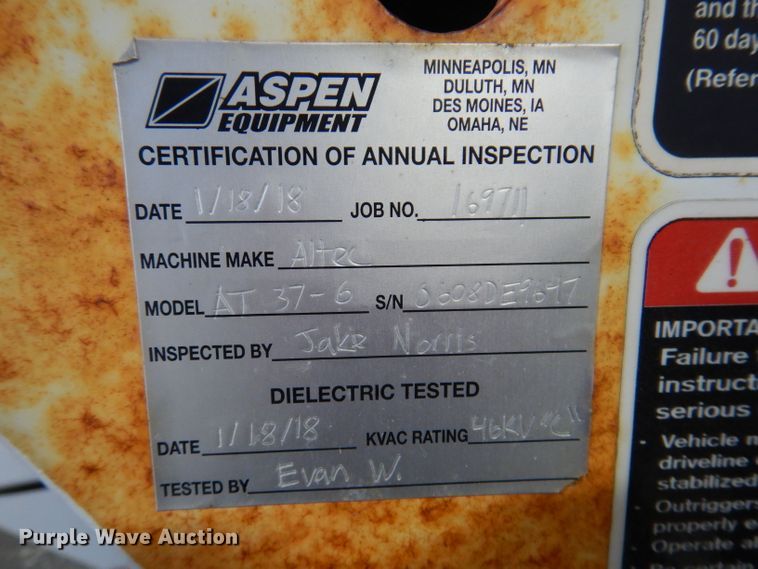 ASPEN
EQUIPMENT
MINNEAPOLIS, MN
DULUTH, MN
DES MOINES, IA
OMAHA, NE
CERTIFICATION OF ANNUAL INSPECTION
DATE 1/18/18 JOB NO. 169711
MACHINE MAKE Altec
MODEL AT 37-6 S/N 0608DE9647
INSPECTED BY Jake Norris
DIELECTRIC TESTED
DATE 1/18/18 KVAC RATING 46KV "C"
TESTED BY Evan W.
and th
60 day
(Refer
IMPORTA
Failure
instructi
serious
Vehicle m
driveline
stabilized
Outriggers
properly e
Operate al
Purple Wave Auction